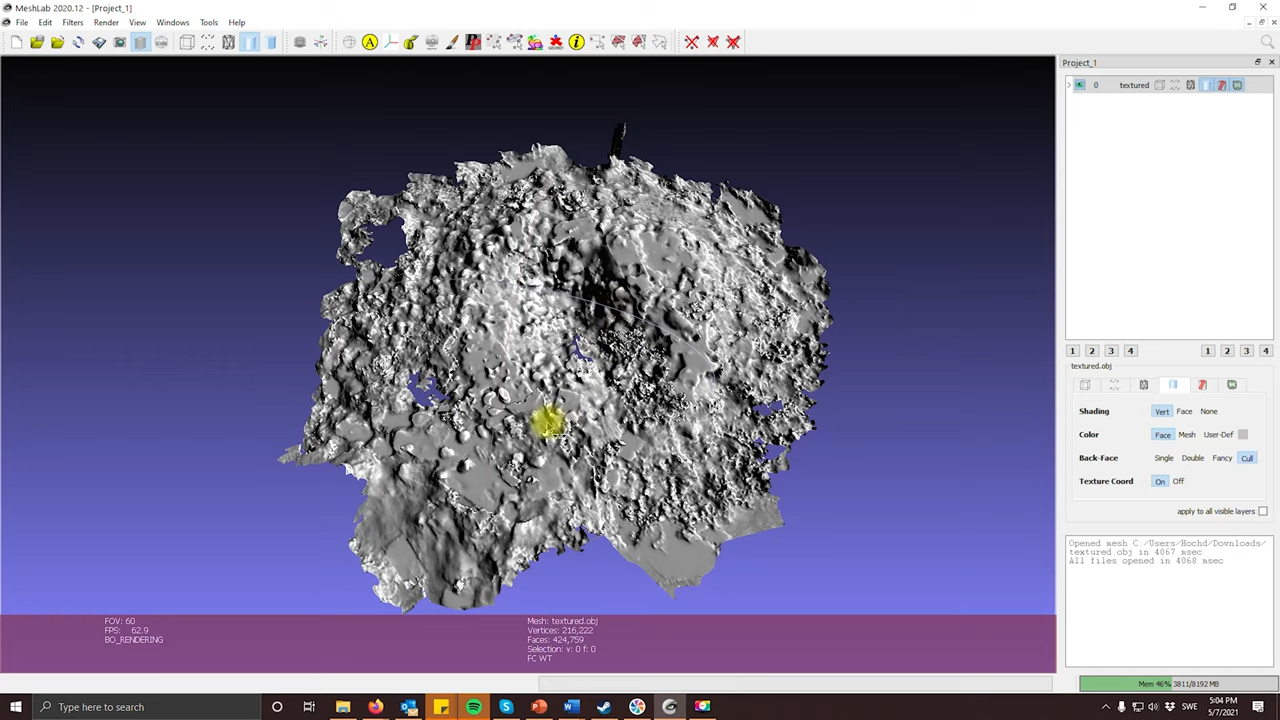 MeshLab 2020.12 - [Project_1]
File Edit Filters Render View Windows Tools Help
A i
Project_1
0 textured
1 2 3 4 1 2 3 4
textured.obj
Shading Vert Face None
Color Face Mesh User-Def
Back-Face Single Double Fancy Cull
Texture Coord On Off
apply to all visible layers
Opened mesh C:/Users/Hochd/Downloads/
textured.obj in 4067 msec
All files opened in 4068 msec
FOV: 60
FPS: 62.9
BO_RENDERING
Mesh: textured.obj
Vertices: 216,222
Faces: 424,759
Selection: v: 0 f: 0
FC WT
Mem 46% 3811/8192 MB
Type here to search
SWE
5:04 PM
5/7/2021